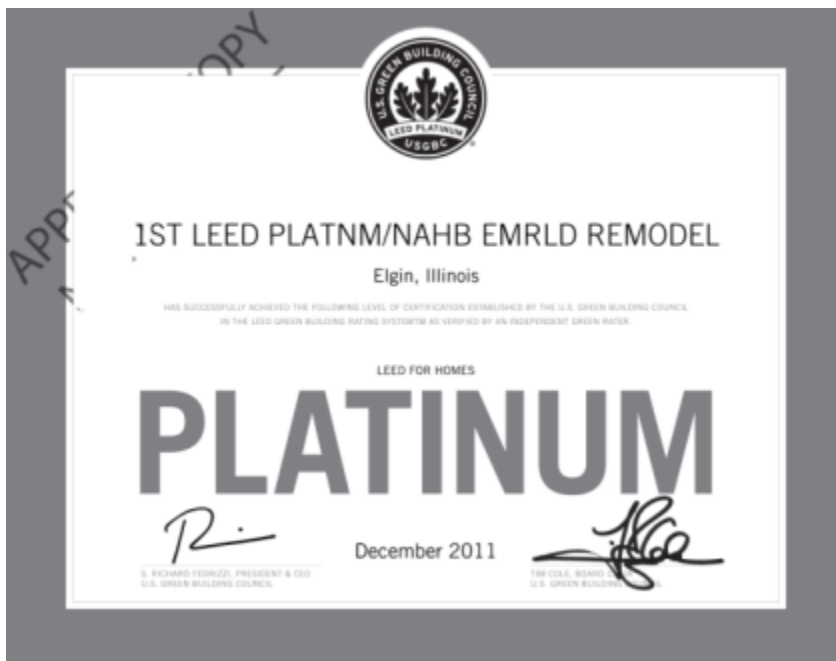 OPY
APPR
U.S. GREEN BUILDING COUNCIL
LEED PLATINUM
USGBC
1ST LEED PLATNM/NAHB EMRLD REMODEL
Elgin, Illinois
HAS SUCCESSFULLY ACHIEVED THE FOLLOWING LEVEL OF CERTIFICATION ESTABLISHED BY THE U.S. GREEN BUILDING COUNCIL
IN THE LEED GREEN BUILDING RATING SYSTEMTM AS VERIFIED BY AN INDEPENDENT GREEN RATER.
LEED FOR HOMES
PLATINUM
December 2011
S. RICHARD FEDRIZZI, PRESIDENT & CEO
U.S. GREEN BUILDING COUNCIL
TIM COLE, BOARD
U.S. GREEN BUILDING COUNCIL